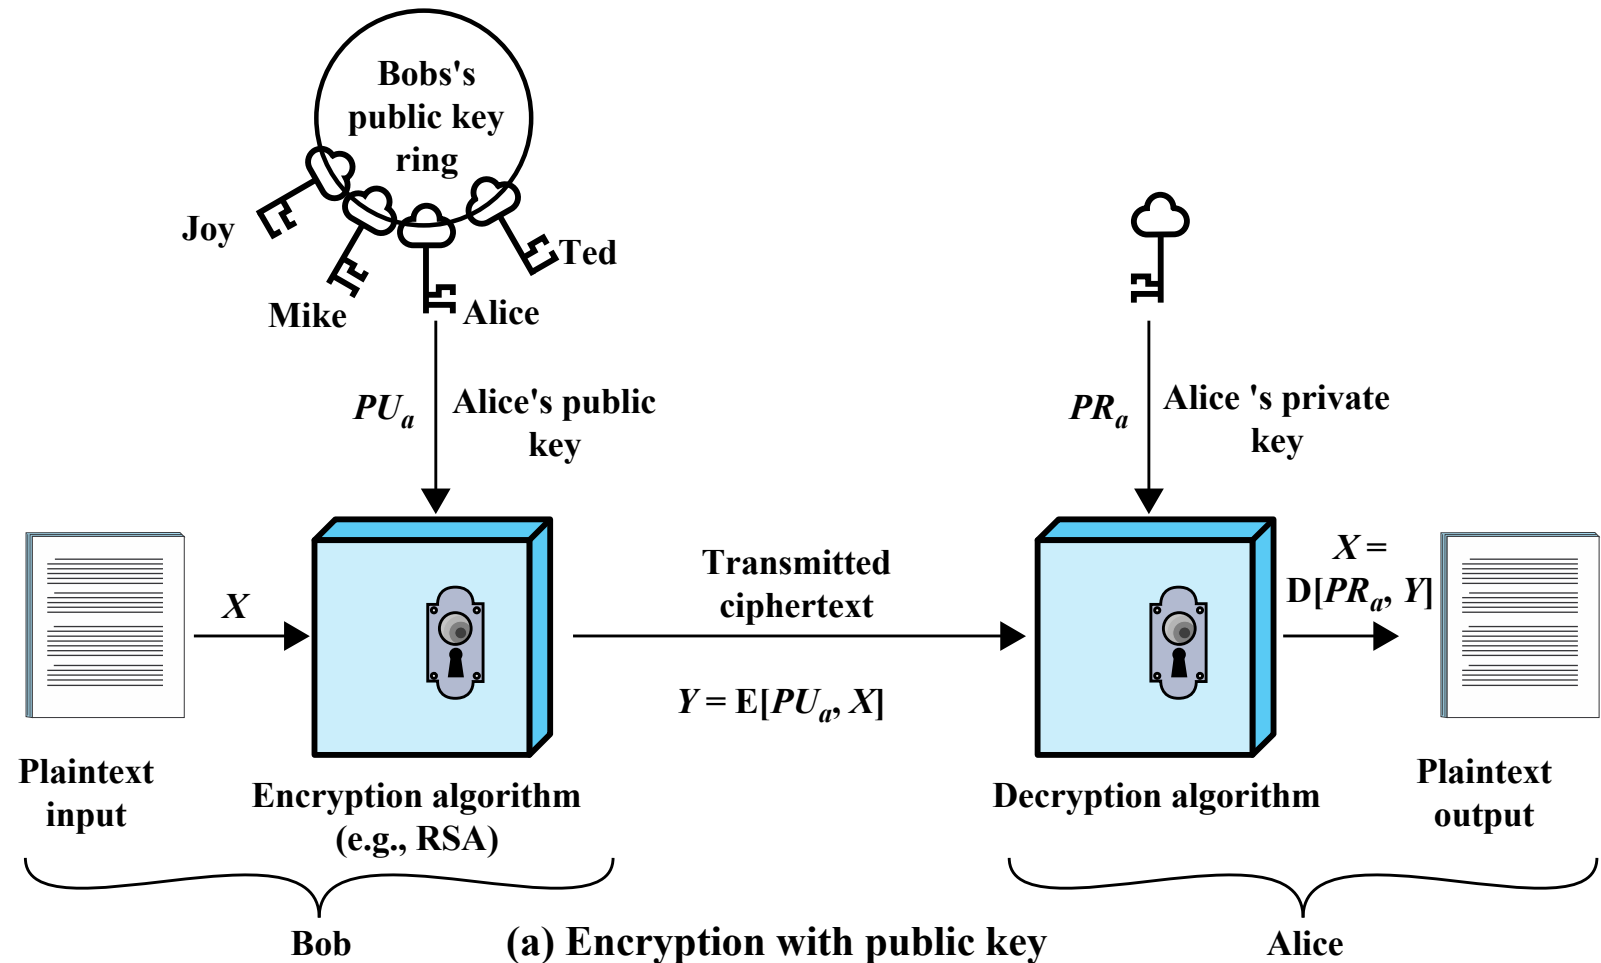 Bobs's
public key
ring
Joy
Ted
Mike
Alice
PUa
Alice's public
key
PRa
Alice 's private
key
X
Transmitted
ciphertext
Y = E[PUa, X]
X =
D[PRa, Y]
Plaintext
input
Encryption algorithm
(e.g., RSA)
Decryption algorithm
Plaintext
output
Bob
(a) Encryption with public key
Alice